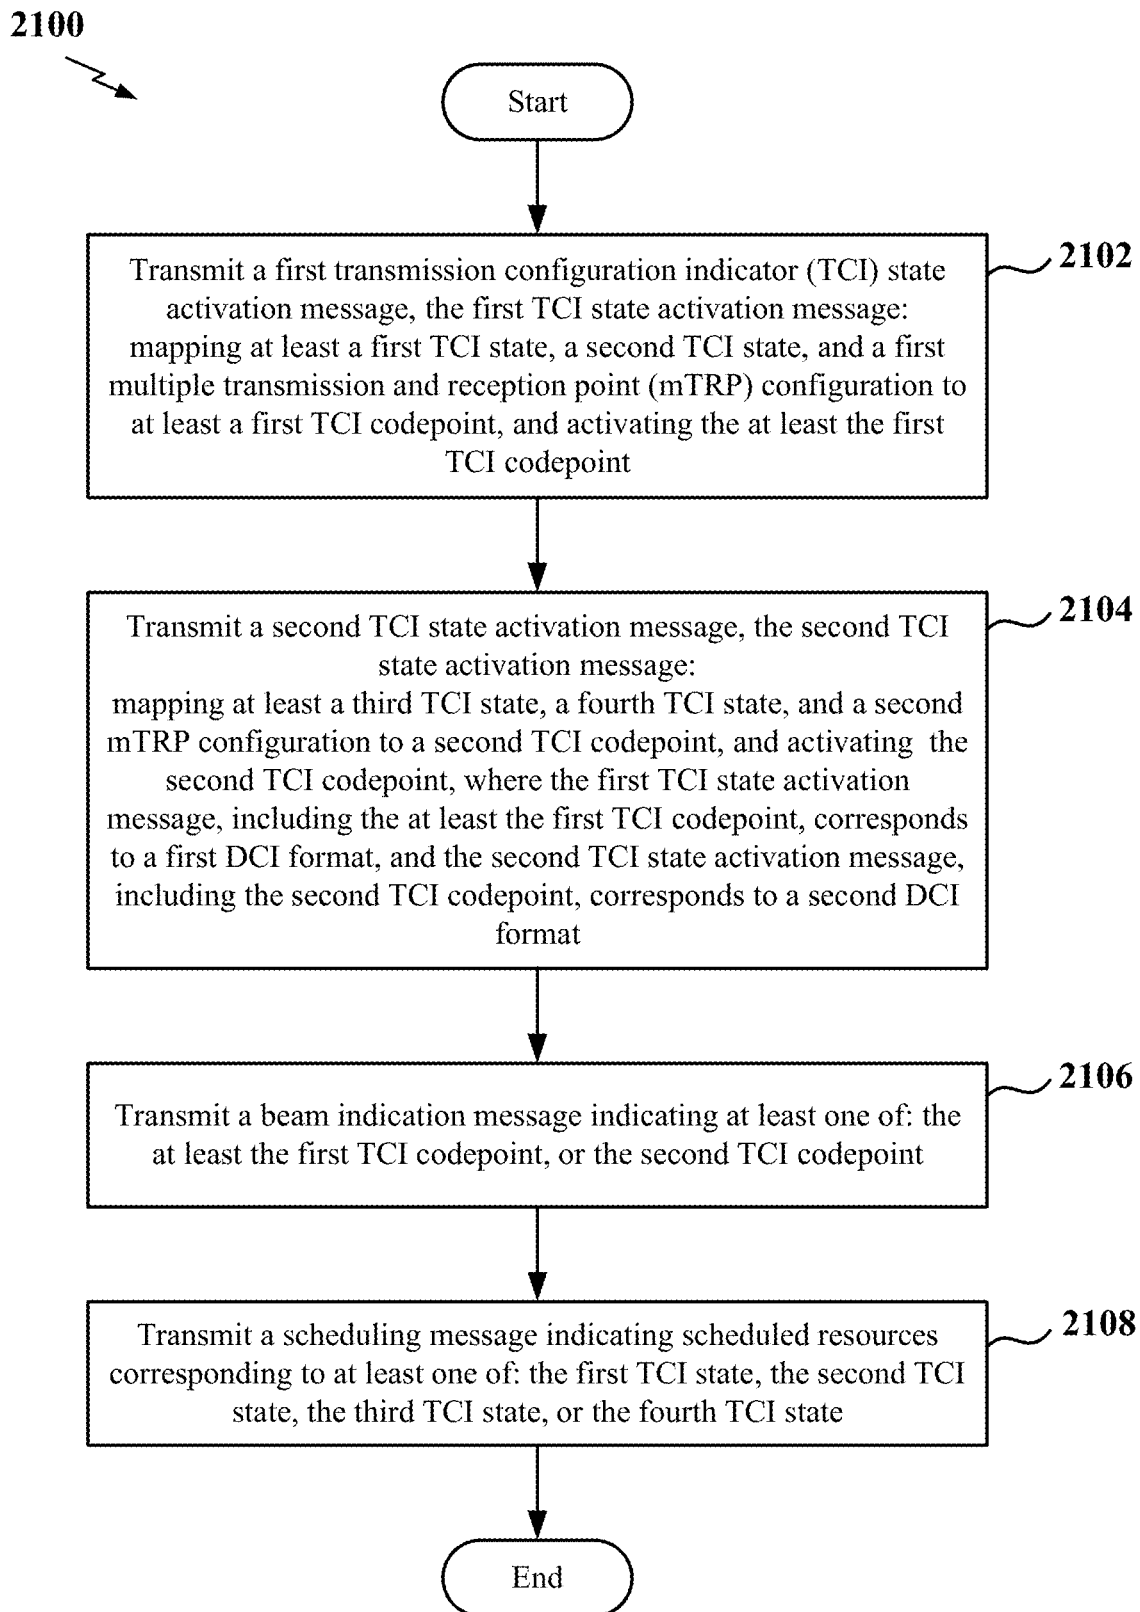 2100
Start
2102
Transmit a first transmission configuration indicator (TCI) state
activation message, the first TCI state activation message:
mapping at least a first TCI state, a second TCI state, and a first
multiple transmission and reception point (mTRP) configuration to
at least a first TCI codepoint, and activating the at least the first
TCI codepoint
2104
Transmit a second TCI state activation message, the second TCI
state activation message:
mapping at least a third TCI state, a fourth TCI state, and a second
mTRP configuration to a second TCI codepoint, and activating the
second TCI codepoint, where the first TCI state activation
message, including the at least the first TCI codepoint, corresponds
to a first DCI format, and the second TCI state activation message,
including the second TCI codepoint, corresponds to a second DCI
format
2106
Transmit a beam indication message indicating at least one of: the
at least the first TCI codepoint, or the second TCI codepoint
2108
Transmit a scheduling message indicating scheduled resources
corresponding to at least one of: the first TCI state, the second TCI
state, the third TCI state, or the fourth TCI state
End